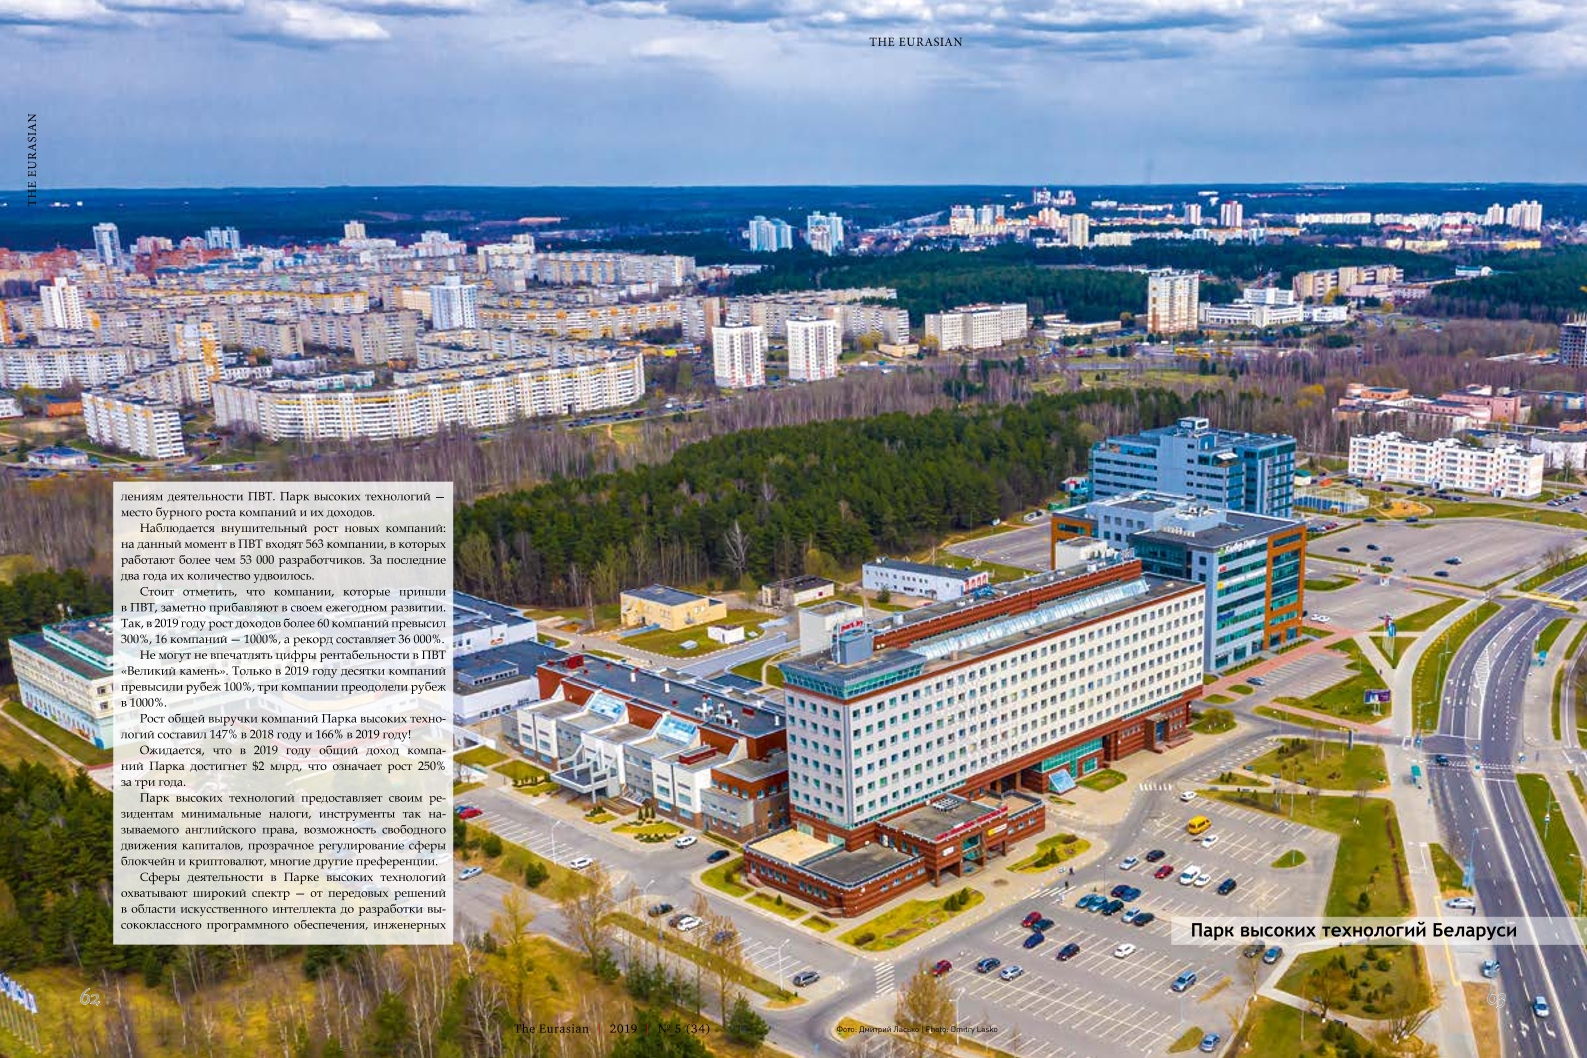 THE EURASIAN
THE EURASIAN
лениям деятельности ПВТ. Парк высоких технологий —
место бурного роста компаний и их доходов.
Наблюдается внушительный рост новых компаний:
на данный момент в ПВТ входят 563 компании, в которых
работают более чем 53 000 разработчиков. За последние
два года их количество удвоилось.
Стоит отметить, что компании, которые пришли
в ПВТ, заметно прибавляют в своем ежегодном развитии.
Так, в 2019 году рост доходов более 60 компаний превысил
300%, 16 компаний — 1000%, а рекорд составляет 36 000%.
Не могут не впечатлять цифры рентабельности в ПВТ
«Великий камень». Только в 2019 году десятки компаний
превысили рубеж 100%, три компании преодолели рубеж
в 1000%.
Рост общей выручки компаний Парка высоких техно-
логий составил 147% в 2018 году и 166% в 2019 году!
Ожидается, что в 2019 году общий доход компа-
ний Парка достигнет $2 млрд, что означает рост 250%
за три года.
Парк высоких технологий предоставляет своим ре-
зидентам минимальные налоги, инструменты так на-
зываемого английского права, возможность свободного
движения капиталов, прозрачное регулирование сферы
блокчейн и криптовалют, многие другие преференции.
Сферы деятельности в Парке высоких технологий
охватывают широкий спектр — от передовых решений
в области искусственного интеллекта до разработки вы-
сококлассного программного обеспечения, инженерных
park.by
Парк высоких технологий Беларуси
62
63
The Eurasian | 2019 | № 5 (34)
Фото: Дмитрий Ласько | Photo: Dmitry Lasko